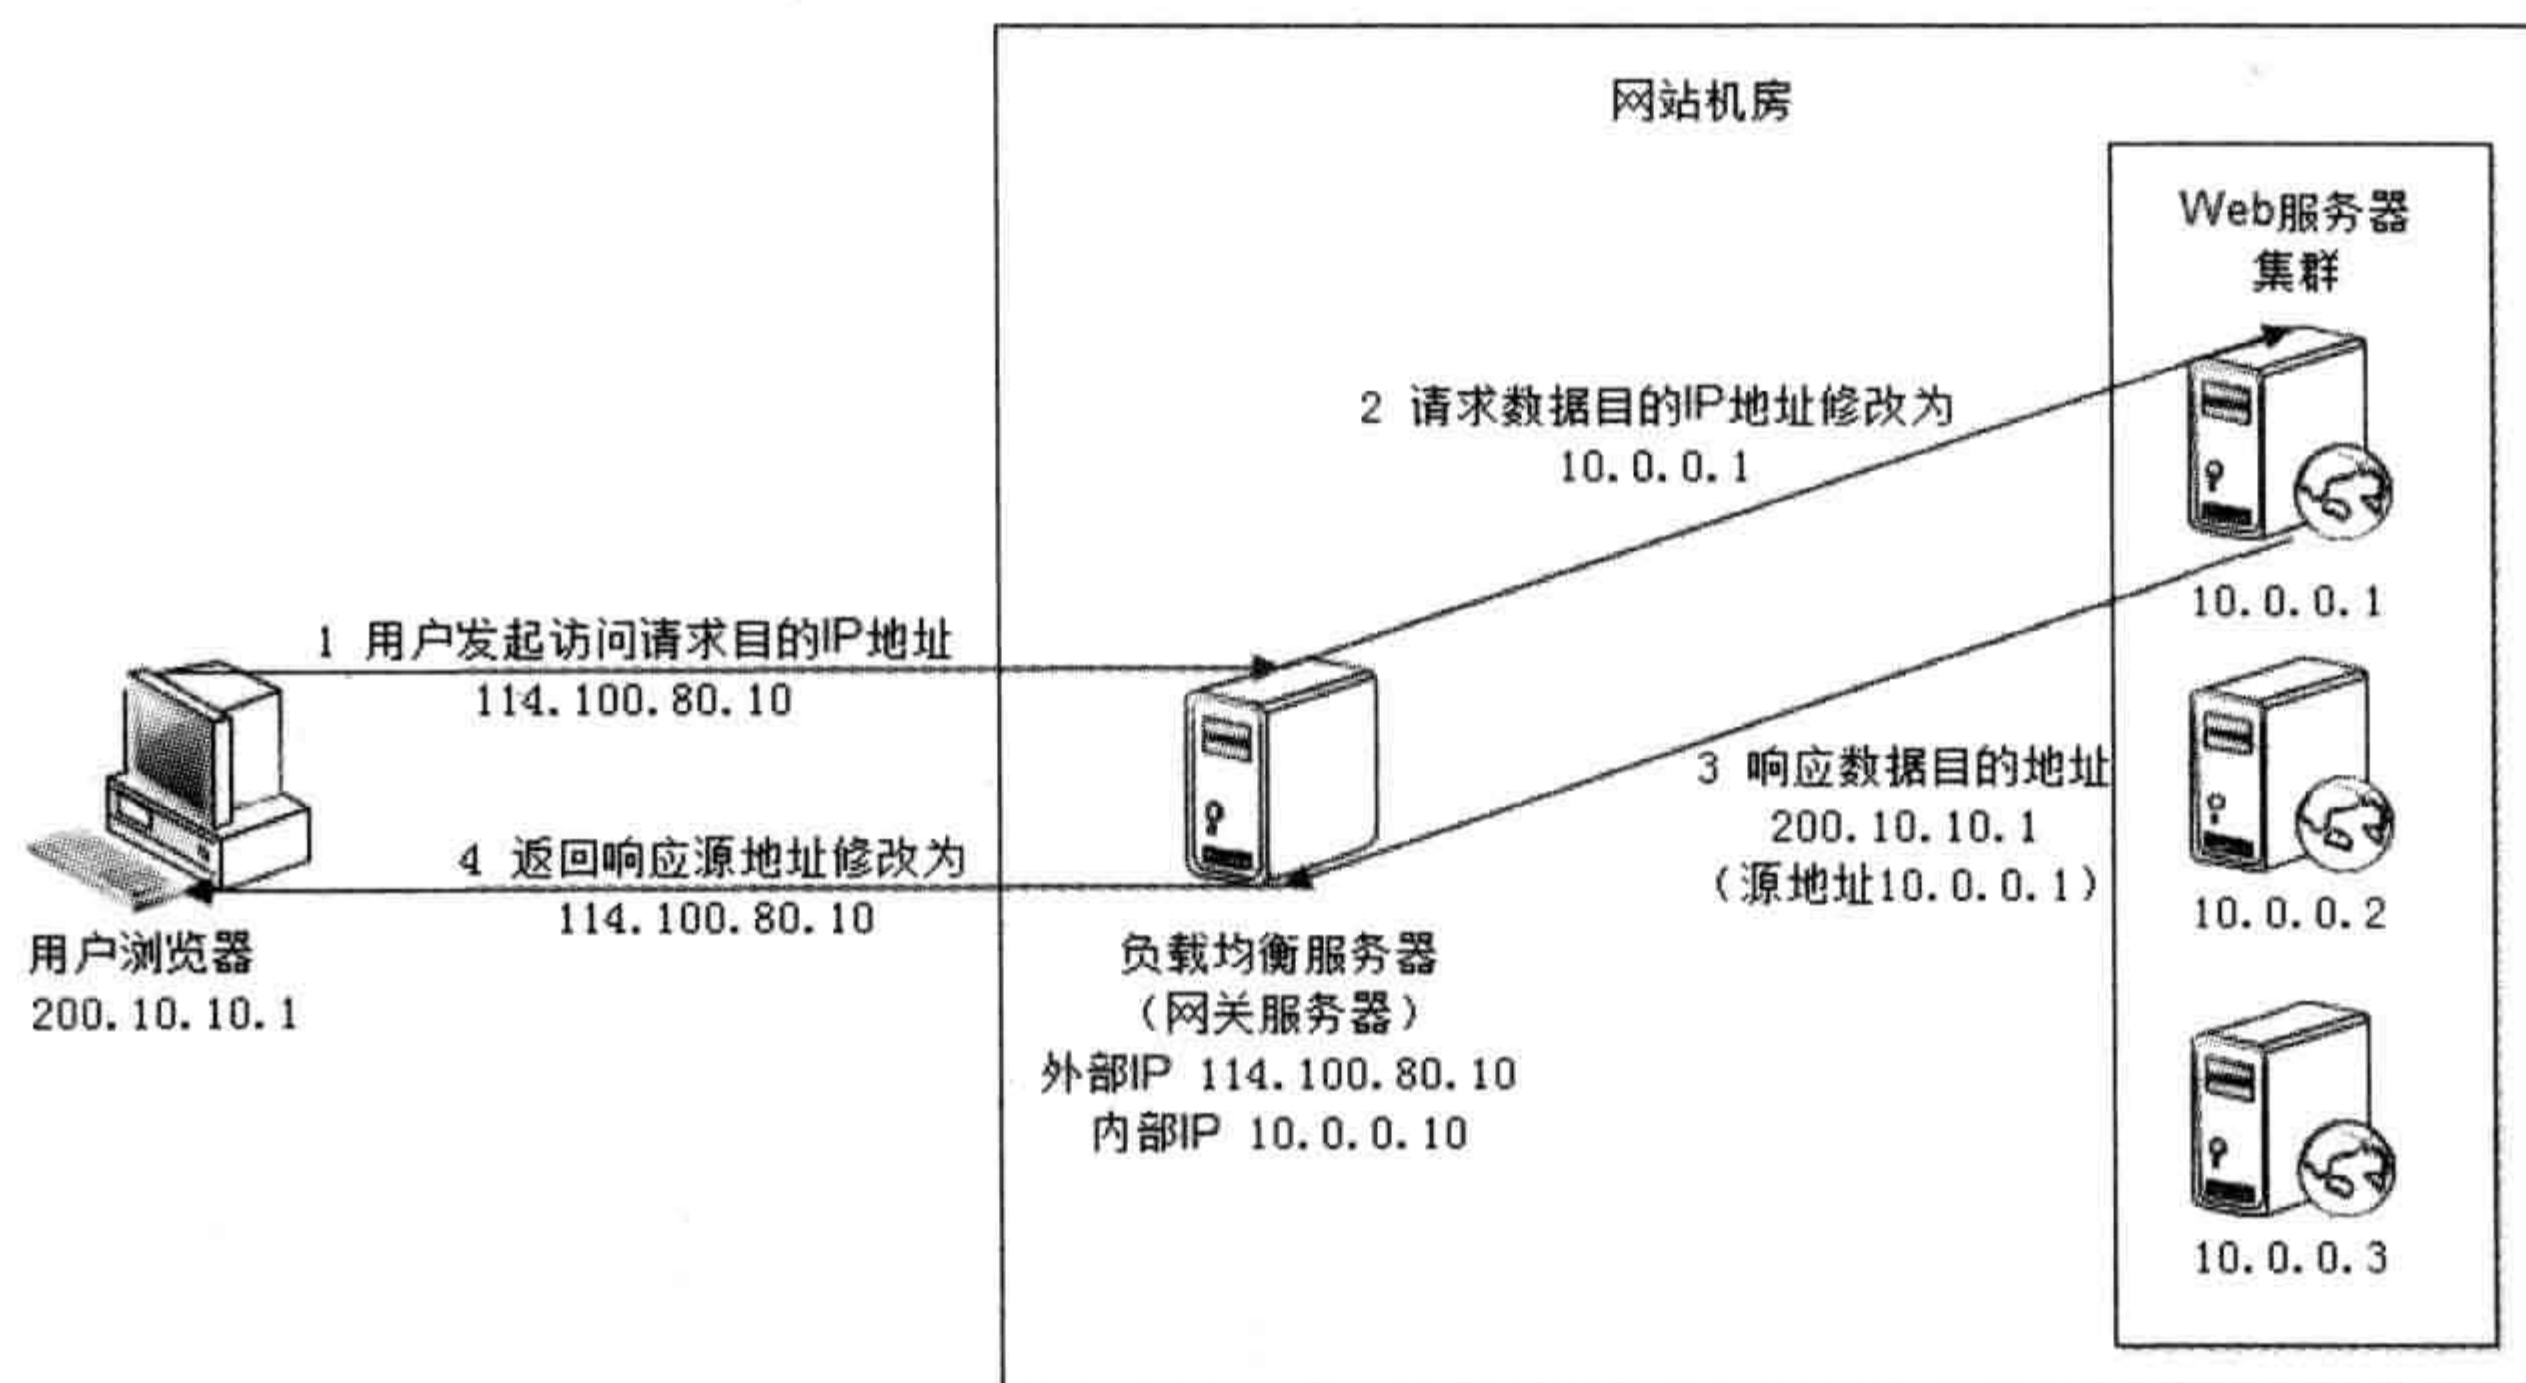 网站机房
Web服务器
集群
2 请求数据目的IP地址修改为
10.0.0.1
10.0.0.1
1 用户发起访问请求目的IP地址
114.100.80.10
3 响应数据目的地址
200.10.10.1
（源地址10.0.0.1）
4 返回响应源地址修改为
114.100.80.10
10.0.0.2
用户浏览器
200.10.10.1
负载均衡服务器
（网关服务器）
外部IP 114.100.80.10
内部IP 10.0.0.10
10.0.0.3